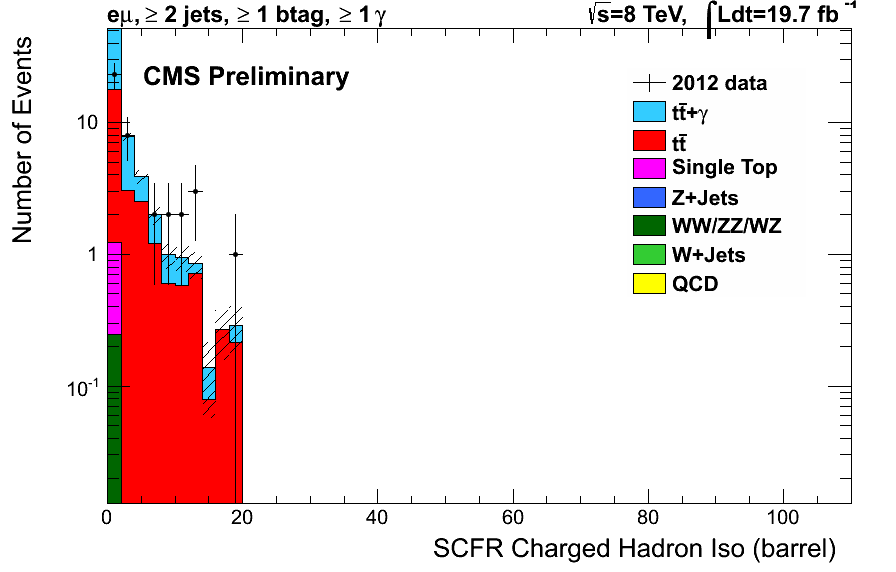 eμ, ≥ 2 jets, ≥ 1 btag, ≥ 1 γ √s=8 TeV, ∫Ldt=19.7 fb⁻¹
CMS Preliminary
2012 data
tt̄+γ
tt̄
Single Top
Z+Jets
WW/ZZ/WZ
W+Jets
QCD
Number of Events
10
1
10⁻¹
0 20 40 60 80 100
SCFR Charged Hadron Iso (barrel)